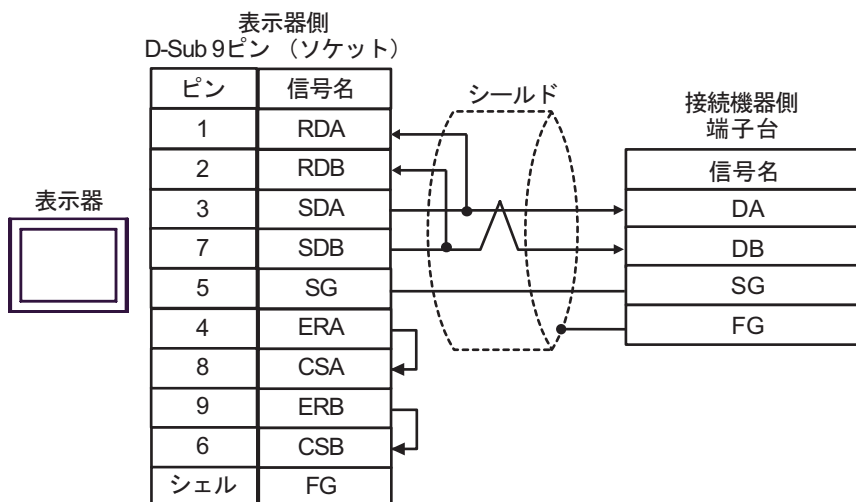 表示器側
D-Sub 9ピン （ソケット）
ピン 信号名
1 RDA
2 RDB
3 SDA
7 SDB
5 SG
4 ERA
8 CSA
9 ERB
6 CSB
シェル FG
表示器
シールド
接続機器側
端子台
信号名
DA
DB
SG
FG